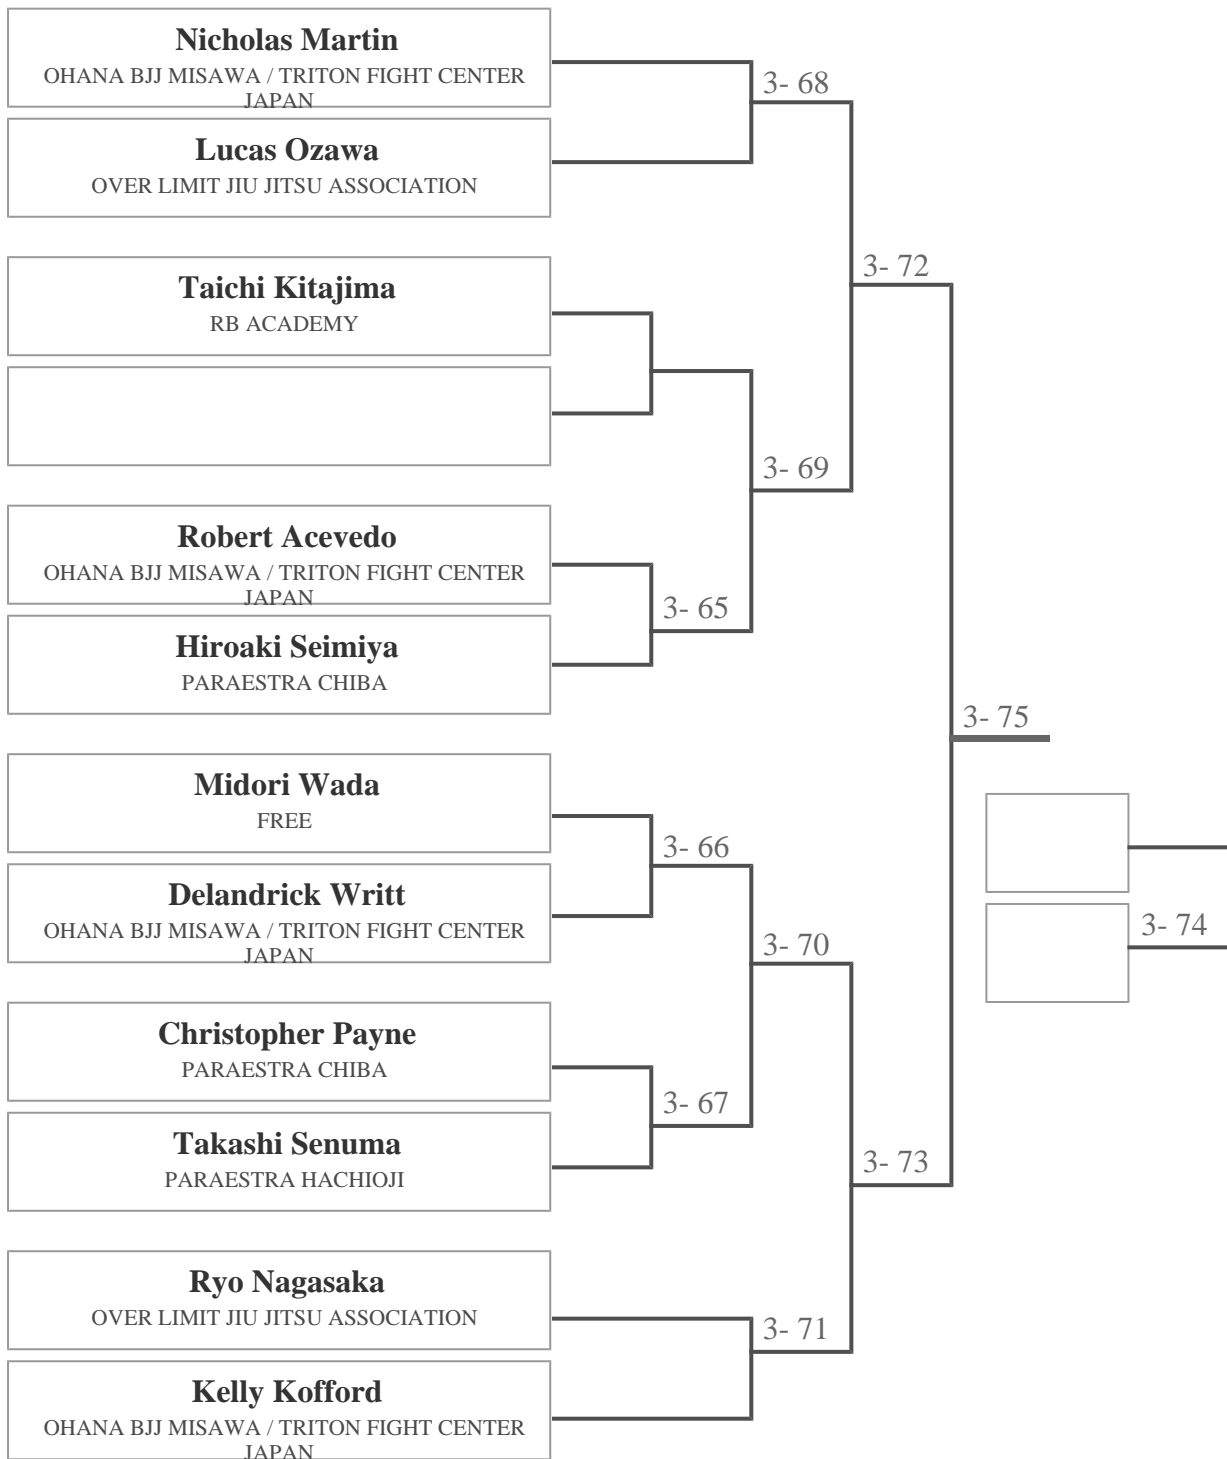 Nicholas Martin
OHANA BJJ MISAWA / TRITON FIGHT CENTER
JAPAN
3- 68
Lucas Ozawa
OVER LIMIT JIU JITSU ASSOCIATION
3- 72
Taichi Kitajima
RB ACADEMY
3- 69
Robert Acevedo
OHANA BJJ MISAWA / TRITON FIGHT CENTER
JAPAN
3- 65
Hiroaki Seimiya
PARAESTRA CHIBA
3- 75
Midori Wada
FREE
3- 66
Delandrick Writt
OHANA BJJ MISAWA / TRITON FIGHT CENTER
JAPAN
3- 74
3- 70
Christopher Payne
PARAESTRA CHIBA
3- 67
Takashi Senuma
PARAESTRA HACHIOJI
3- 73
Ryo Nagasaka
OVER LIMIT JIU JITSU ASSOCIATION
3- 71
Kelly Kofford
OHANA BJJ MISAWA / TRITON FIGHT CENTER
JAPAN